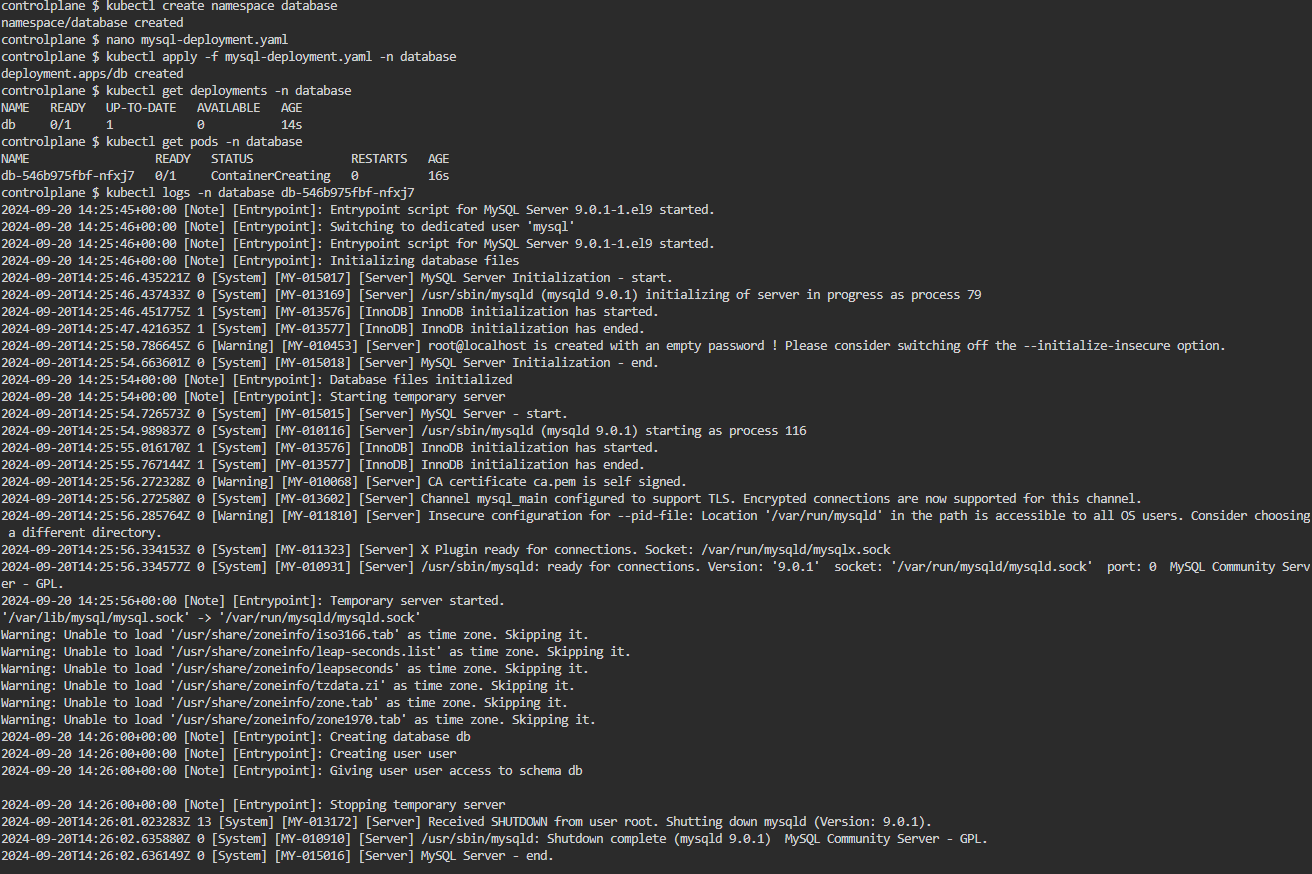 controlplane $ kubectl create namespace database
namespace/database created
controlplane $ nano mysql-deployment.yaml
controlplane $ kubectl apply -f mysql-deployment.yaml -n database
deployment.apps/db created
controlplane $ kubectl get deployments -n database
NAME   READY   UP-TO-DATE   AVAILABLE   AGE
db     0/1     1            0           14s
controlplane $ kubectl get pods -n database
NAME                  READY   STATUS              RESTARTS   AGE
db-546b975fbf-nfxj7   0/1     ContainerCreating   0          16s
controlplane $ kubectl logs -n database db-546b975fbf-nfxj7
2024-09-20 14:25:45+00:00 [Note] [Entrypoint]: Entrypoint script for MySQL Server 9.0.1-1.el9 started.
2024-09-20 14:25:46+00:00 [Note] [Entrypoint]: Switching to dedicated user 'mysql'
2024-09-20 14:25:46+00:00 [Note] [Entrypoint]: Entrypoint script for MySQL Server 9.0.1-1.el9 started.
2024-09-20 14:25:46+00:00 [Note] [Entrypoint]: Initializing database files
2024-09-20T14:25:46.435221Z 0 [System] [MY-015017] [Server] MySQL Server Initialization - start.
2024-09-20T14:25:46.437433Z 0 [System] [MY-013169] [Server] /usr/sbin/mysqld (mysqld 9.0.1) initializing of server in progress as process 79
2024-09-20T14:25:46.451775Z 1 [System] [MY-013576] [InnoDB] InnoDB initialization has started.
2024-09-20T14:25:47.421635Z 1 [System] [MY-013577] [InnoDB] InnoDB initialization has ended.
2024-09-20T14:25:50.786645Z 6 [Warning] [MY-010453] [Server] root@localhost is created with an empty password ! Please consider switching off the --initialize-insecure option.
2024-09-20T14:25:54.663601Z 0 [System] [MY-015018] [Server] MySQL Server Initialization - end.
2024-09-20 14:25:54+00:00 [Note] [Entrypoint]: Database files initialized
2024-09-20 14:25:54+00:00 [Note] [Entrypoint]: Starting temporary server
2024-09-20T14:25:54.726573Z 0 [System] [MY-015015] [Server] MySQL Server - start.
2024-09-20T14:25:54.989837Z 0 [System] [MY-010116] [Server] /usr/sbin/mysqld (mysqld 9.0.1) starting as process 116
2024-09-20T14:25:55.016170Z 1 [System] [MY-013576] [InnoDB] InnoDB initialization has started.
2024-09-20T14:25:55.767144Z 1 [System] [MY-013577] [InnoDB] InnoDB initialization has ended.
2024-09-20T14:25:56.272328Z 0 [Warning] [MY-010068] [Server] CA certificate ca.pem is self signed.
2024-09-20T14:25:56.272580Z 0 [System] [MY-013602] [Server] Channel mysql_main configured to support TLS. Encrypted connections are now supported for this channel.
2024-09-20T14:25:56.285764Z 0 [Warning] [MY-011810] [Server] Insecure configuration for --pid-file: Location '/var/run/mysqld' in the path is accessible to all OS users. Consider choosing
 a different directory.
2024-09-20T14:25:56.334153Z 0 [System] [MY-011323] [Server] X Plugin ready for connections. Socket: /var/run/mysqld/mysqlx.sock
2024-09-20T14:25:56.334577Z 0 [System] [MY-010931] [Server] /usr/sbin/mysqld: ready for connections. Version: '9.0.1'  socket: '/var/run/mysqld/mysqld.sock'  port: 0  MySQL Community Serv
er - GPL.
2024-09-20 14:25:56+00:00 [Note] [Entrypoint]: Temporary server started.
'/var/lib/mysql/mysql.sock' -> '/var/run/mysqld/mysqld.sock'
Warning: Unable to load '/usr/share/zoneinfo/iso3166.tab' as time zone. Skipping it.
Warning: Unable to load '/usr/share/zoneinfo/leap-seconds.list' as time zone. Skipping it.
Warning: Unable to load '/usr/share/zoneinfo/leapseconds' as time zone. Skipping it.
Warning: Unable to load '/usr/share/zoneinfo/tzdata.zi' as time zone. Skipping it.
Warning: Unable to load '/usr/share/zoneinfo/zone.tab' as time zone. Skipping it.
Warning: Unable to load '/usr/share/zoneinfo/zone1970.tab' as time zone. Skipping it.
2024-09-20 14:26:00+00:00 [Note] [Entrypoint]: Creating database db
2024-09-20 14:26:00+00:00 [Note] [Entrypoint]: Creating user user
2024-09-20 14:26:00+00:00 [Note] [Entrypoint]: Giving user user access to schema db
2024-09-20 14:26:00+00:00 [Note] [Entrypoint]: Stopping temporary server
2024-09-20T14:26:01.023283Z 13 [System] [MY-013172] [Server] Received SHUTDOWN from user root. Shutting down mysqld (Version: 9.0.1).
2024-09-20T14:26:02.635880Z 0 [System] [MY-010910] [Server] /usr/sbin/mysqld: Shutdown complete (mysqld 9.0.1)  MySQL Community Server - GPL.
2024-09-20T14:26:02.636149Z 0 [System] [MY-015016] [Server] MySQL Server - end.